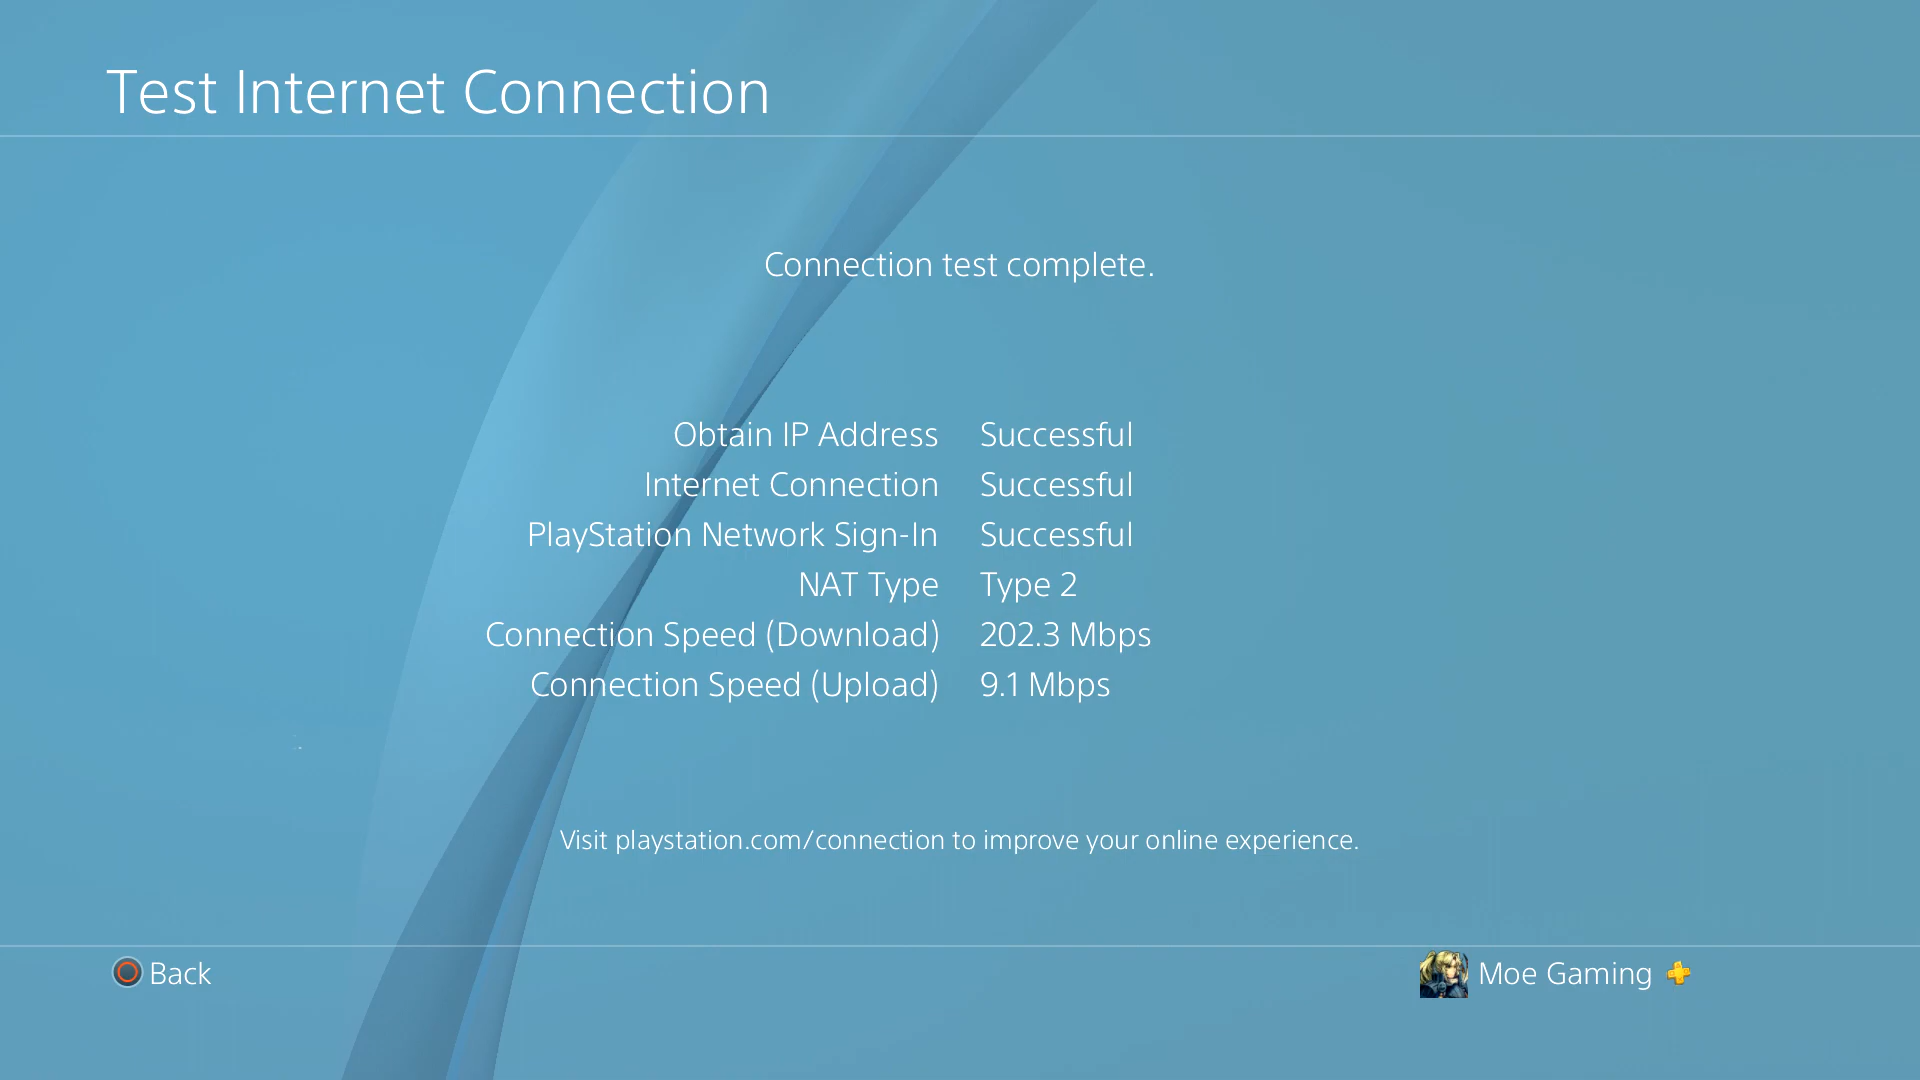 Test Internet Connection
Connection test complete.
Obtain IP Address Successful
Internet Connection Successful
PlayStation Network Sign-In Successful
NAT Type Type 2
Connection Speed (Download) 202.3 Mbps
Connection Speed (Upload) 9.1 Mbps
Visit playstation.com/connection to improve your online experience.
Back Moe Gaming